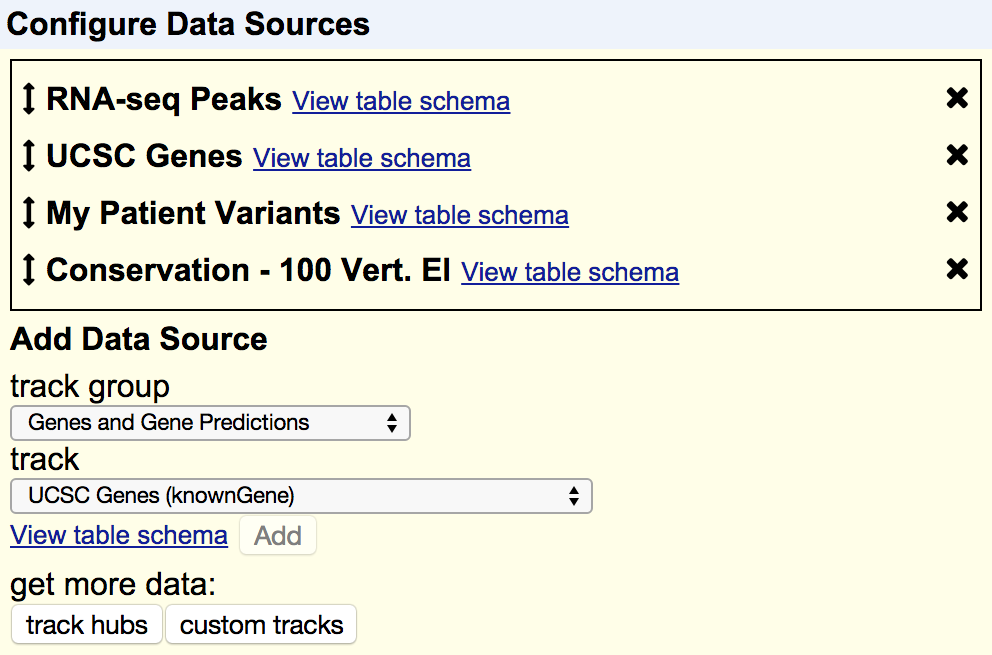 Configure Data Sources
RNA-seq Peaks View table schema
UCSC Genes View table schema
My Patient Variants View table schema
Conservation - 100 Vert. El View table schema
Add Data Source
track group
Genes and Gene Predictions
track
UCSC Genes (knownGene)
View table schema Add
get more data:
track hubs custom tracks